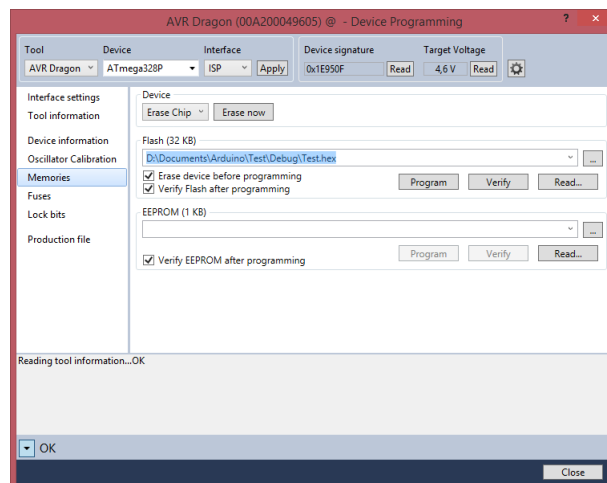 AVR Dragon (00A200049605) @  - Device Programming
? ×
Tool Device Interface Device signature Target Voltage
AVR Dragon ATmega328P ISP Apply 0x1E950F Read 4,6 V Read
Interface settings
Tool information
Device information
Oscillator Calibration
Memories
Fuses
Lock bits
Production file
Device
Erase Chip Erase now
Flash (32 KB)
D:\Documents\Arduino\Test\Debug\Test.hex ...
Erase device before programming
Verify Flash after programming
Program Verify Read...
EEPROM (1 KB)
...
Verify EEPROM after programming
Program Verify Read...
Reading tool information...OK
OK
Close